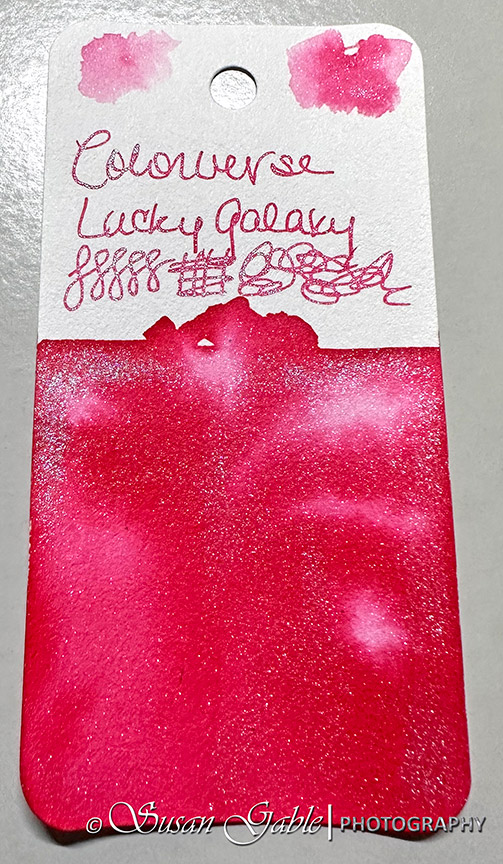 Colorverse
Lucky Galaxy
© Susan Gable | PHOTOGRAPHY